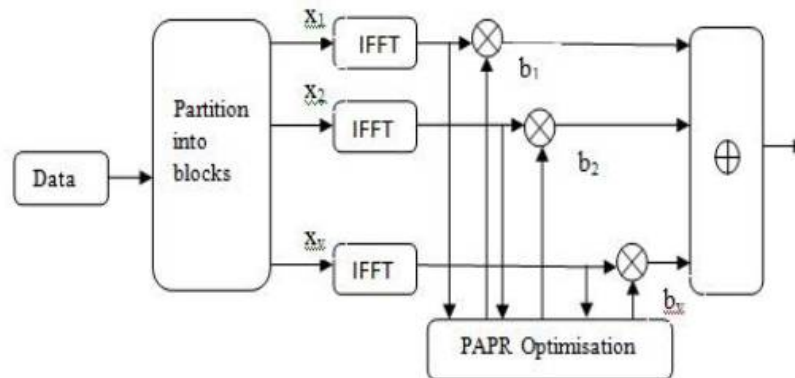 x1
IFFT
b1
x2
IFFT
b2
Partition
into
blocks
Data
xv
IFFT
bv
PAPR Optimisation